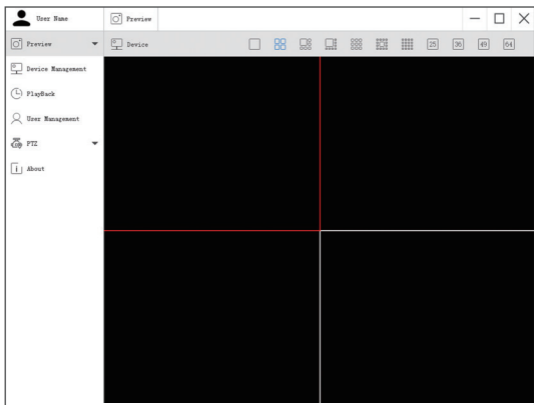 User Name
Preview
Preview
Device
25
36
49
64
Device Management
PlayBack
User Management
PTZ
About